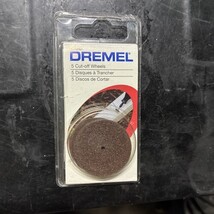 DREMEL
5 Cut-off Wheels
5 Disques à Trancher
5 Discos de Cortar